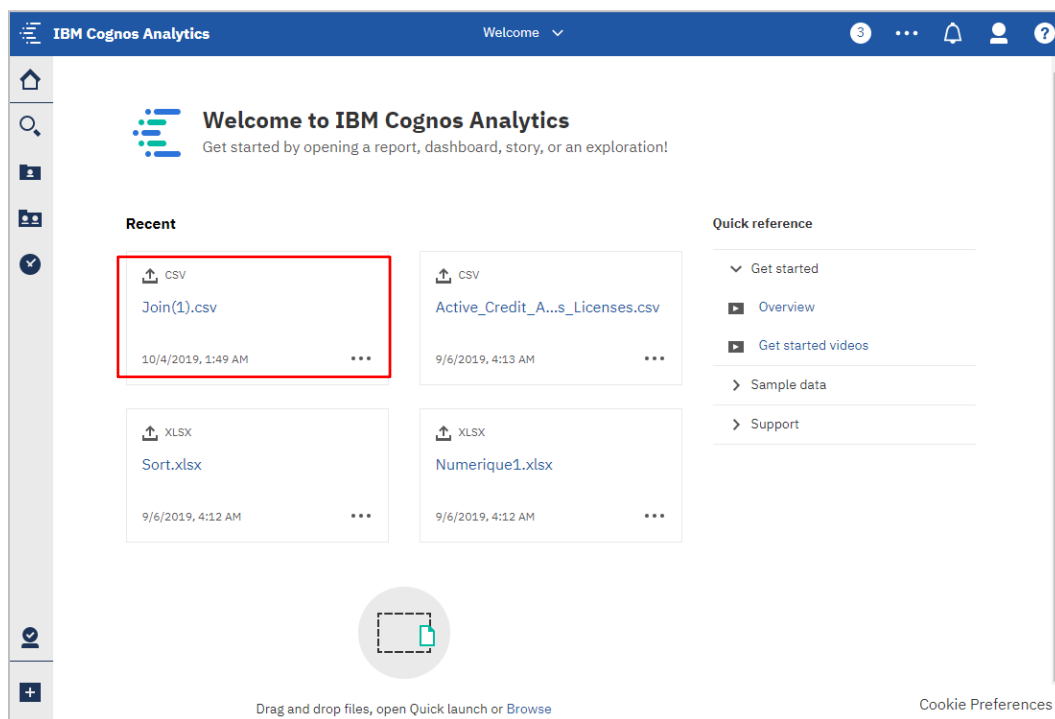 IBM Cognos Analytics
Welcome
3
?
Welcome to IBM Cognos Analytics
Get started by opening a report, dashboard, story, or an exploration!
Recent
CSV
Join(1).csv
10/4/2019, 1:49 AM
CSV
Active_Credit_A...s_Licenses.csv
9/6/2019, 4:13 AM
XLSX
Sort.xlsx
9/6/2019, 4:12 AM
XLSX
Numerique1.xlsx
9/6/2019, 4:12 AM
Quick reference
Get started
Overview
Get started videos
Sample data
Support
Drag and drop files, open Quick launch or Browse
Cookie Preferences